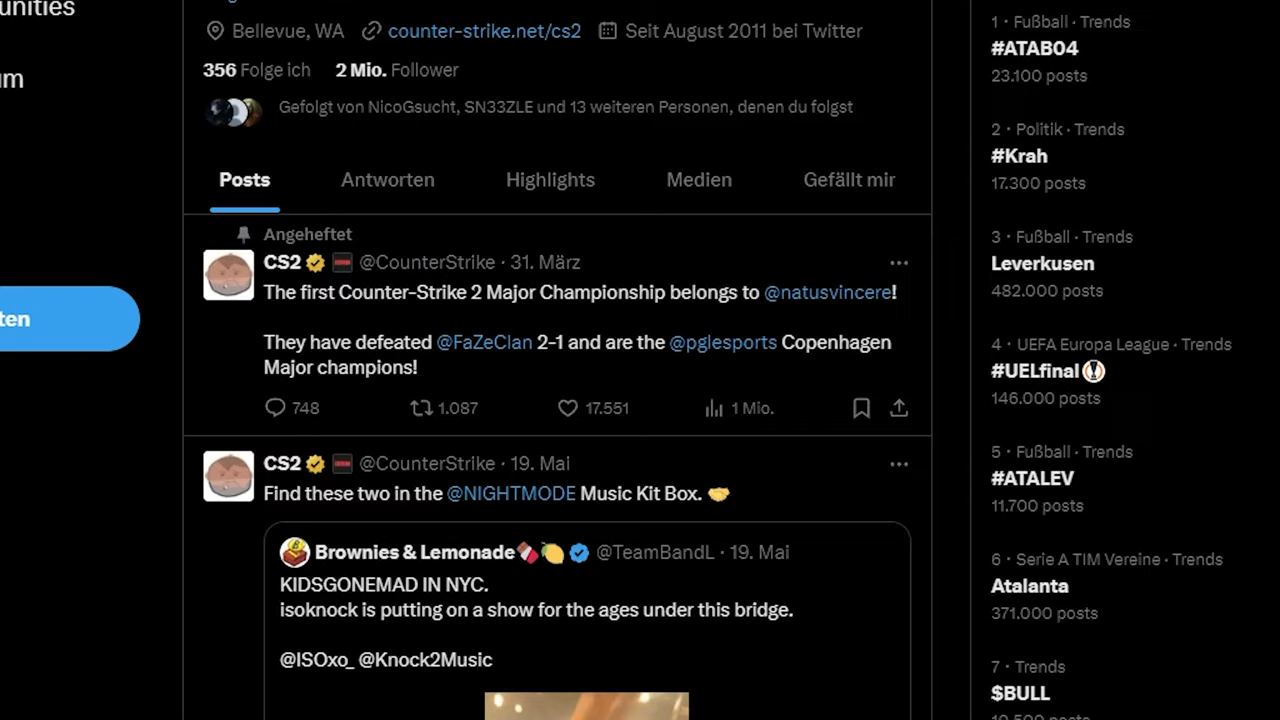 unities
um
ten
Bellevue, WA counter-strike.net/cs2 Seit August 2011 bei Twitter
356 Folge ich 2 Mio. Follower
Gefolgt von NicoGsucht, SN33ZLE und 13 weiteren Personen, denen du folgst
Posts Antworten Highlights Medien Gefällt mir
Angeheftet
CS2 @CounterStrike · 31. März
The first Counter-Strike 2 Major Championship belongs to @natusvincere!
They have defeated @FaZeClan 2-1 and are the @pglesports Copenhagen
Major champions!
748 1.087 17.551 1 Mio.
CS2 @CounterStrike · 19. Mai
Find these two in the @NIGHTMODE Music Kit Box. 🤝
Brownies & Lemonade🍫🍋 @TeamBandL · 19. Mai
KIDSGONEMAD IN NYC.
isoknock is putting on a show for the ages under this bridge.
@ISOxo_ @Knock2Music
1 · Fußball · Trends
#ATAB04
23.100 posts
2 · Politik · Trends
#Krah
17.300 posts
3 · Fußball · Trends
Leverkusen
482.000 posts
4 · UEFA Europa League · Trends
#UELfinal
146.000 posts
5 · Fußball · Trends
#ATALEV
11.700 posts
6 · Serie A TIM Vereine · Trends
Atalanta
371.000 posts
7 · Trends
$BULL